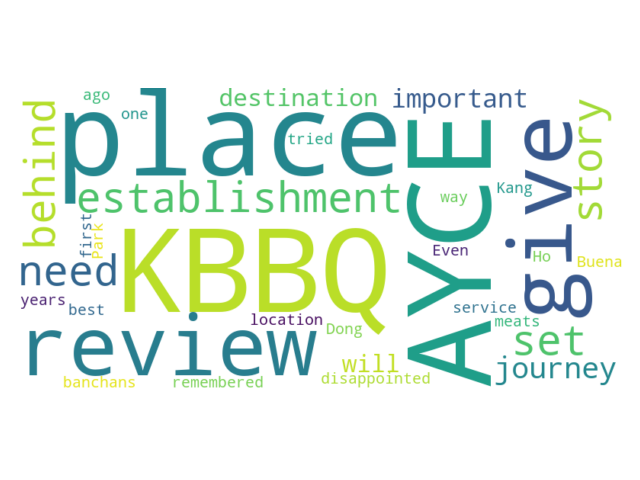 ago
one
place
tried
destination
important
behind
establishment
AYCE
give
story
way
Kang
first
Park
need
KBBQ
Even
Ho
Buena
years
best
review
location
Dong
service
meats
set
will
journey
banchans
remembered
disappointed